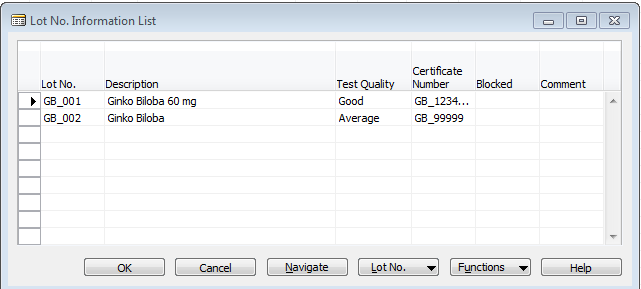 Lot No. Information List
Certificate
Lot No. Description Test Quality Number Blocked Comment
GB_001 Ginko Biloba 60 mg Good GB_1234...
GB_002 Ginko Biloba Average GB_99999
OK Cancel Navigate Lot No. Functions Help